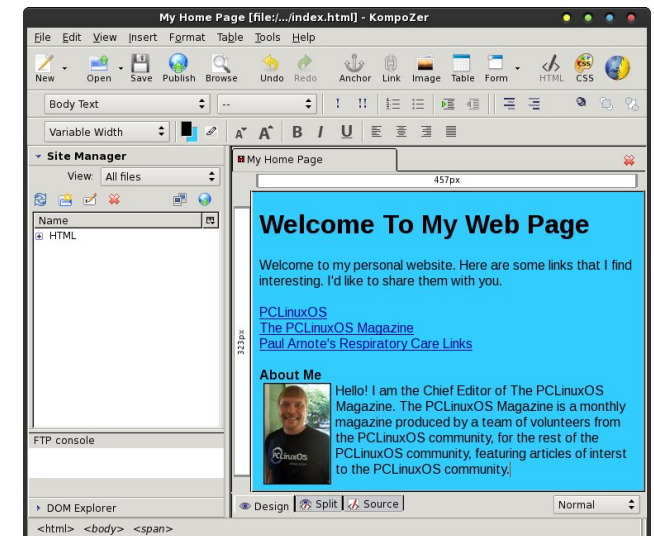 My Home Page [file:/.../index.html] - KompoZer
File Edit View Insert Format Table Tools Help
New Open Save Publish Browse Undo Redo Anchor Link Image Table Form HTML CSS
Body Text --
Variable Width A A B I U
Site Manager
View: All files
Name
HTML
FTP console
DOM Explorer
My Home Page
457px
323px
Welcome To My Web Page
Welcome to my personal website. Here are some links that I find
interesting. I'd like to share them with you.
PCLinuxOS
The PCLinuxOS Magazine
Paul Arnote's Respiratory Care Links
About Me
PCLinuxOS
Hello! I am the Chief Editor of The PCLinuxOS
Magazine. The PCLinuxOS Magazine is a monthly
magazine produced by a team of volunteers from
the PCLinuxOS community, for the rest of the
PCLinuxOS community, featuring articles of interst
to the PCLinuxOS community.
Design Split Source Normal
<html> <body> <span>